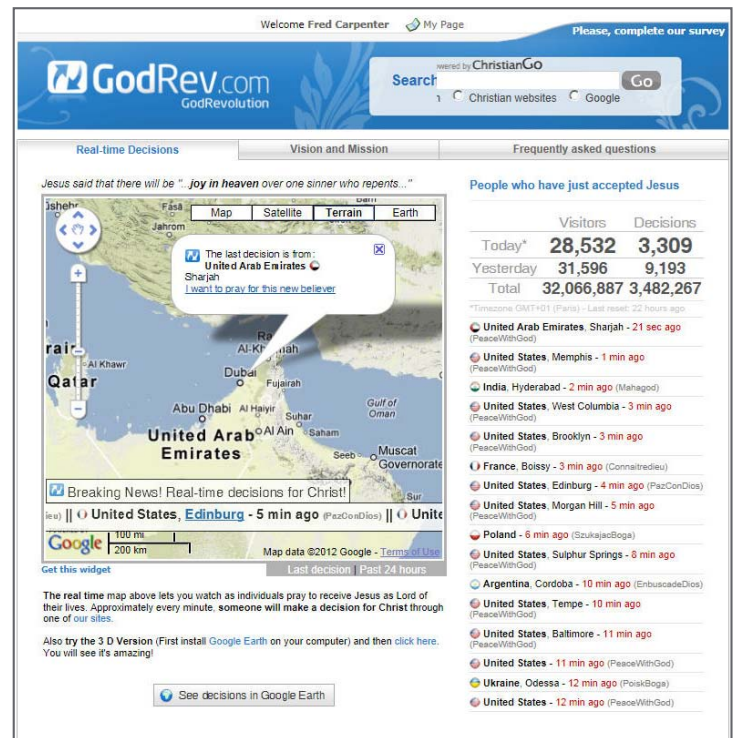 Welcome Fred Carpenter My Page
Please, complete our survey
GodRev.com
GodRevolution
powered by ChristianGO
Search
Go
Christian websites Google
Real-time Decisions
Vision and Mission
Frequently asked questions
Jesus said that there will be "...joy in heaven over one sinner who repents..."
Map Satellite Terrain Earth
Fasā
Jahrom
The last decision is from:
United Arab Emirates
Sharjah
I want to pray for this new believer
Al Khawr
Qatar
Dubai
Fujairah
Abu Dhabi Al Haiyir Suhar
Gulf of
Oman
United Arab
Emirates
Al Ain Saham
Seeb Muscat
Governorate
Sur
Breaking News! Real-time decisions for Christ!
ieu) || United States, Edinburg - 5 min ago (PazConDios) || Unite
Google
100 mi
200 km
Map data ©2012 Google - Terms of Use
Get this widget
Last decision | Past 24 hours
The real time map above lets you watch as individuals pray to receive Jesus as Lord of
their lives. Approximately every minute, someone will make a decision for Christ through
one of our sites.
Also try the 3 D Version (First install Google Earth on your computer) and then click here.
You will see it's amazing!
See decisions in Google Earth
People who have just accepted Jesus
Visitors Decisions
Today* 28,532 3,309
Yesterday 31,596 9,193
Total 32,066,887 3,482,267
*Timezone GMT+01 (Paris) - Last reset: 22 hours ago
United Arab Emirates, Sharjah - 21 sec ago
(PeaceWithGod)
United States, Memphis - 1 min ago
(PeaceWithGod)
India, Hyderabad - 2 min ago (Mahagod)
United States, West Columbia - 3 min ago
(PeaceWithGod)
United States, Brooklyn - 3 min ago
(PeaceWithGod)
France, Boissy - 3 min ago (Connaitredieu)
United States, Edinburg - 4 min ago (PazConDios)
United States, Morgan Hill - 5 min ago
(PeaceWithGod)
Poland - 6 min ago (SzukajacBoga)
United States, Sulphur Springs - 8 min ago
(PeaceWithGod)
Argentina, Cordoba - 10 min ago (EnbuscadeDios)
United States, Tempe - 10 min ago
(PeaceWithGod)
United States, Baltimore - 11 min ago
(PeaceWithGod)
United States - 11 min ago (PeaceWithGod)
Ukraine, Odessa - 12 min ago (PoiskBoga)
United States - 12 min ago (PeaceWithGod)